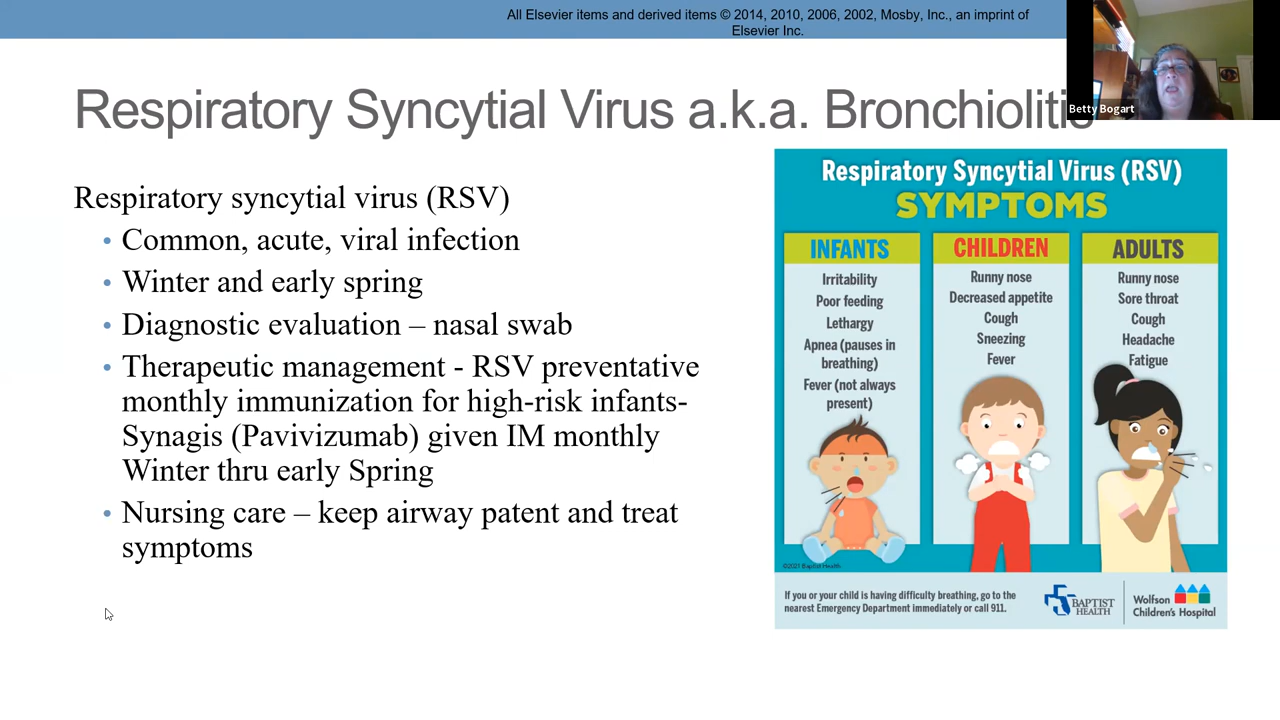 All Elsevier items and derived items © 2014, 2010, 2006, 2002, Mosby, Inc., an imprint of
Elsevier Inc.
Betty Bogart
Respiratory Syncytial Virus a.k.a. Bronchiolitis
Respiratory syncytial virus (RSV)
• Common, acute, viral infection
• Winter and early spring
• Diagnostic evaluation – nasal swab
• Therapeutic management - RSV preventative
monthly immunization for high-risk infants-
Synagis (Pavivizumab) given IM monthly
Winter thru early Spring
• Nursing care – keep airway patent and treat
symptoms
Respiratory Syncytial Virus (RSV)
SYMPTOMS
INFANTS
Irritability
Poor feeding
Lethargy
Apnea (pauses in
breathing)
Fever (not always
present)
CHILDREN
Runny nose
Decreased appetite
Cough
Sneezing
Fever
ADULTS
Runny nose
Sore throat
Cough
Headache
Fatigue
©2021 Baptist Health
If you or your child is having difficulty breathing, go to the
nearest Emergency Department immediately or call 911.
BAPTIST
HEALTH
Wolfson
Children's Hospital